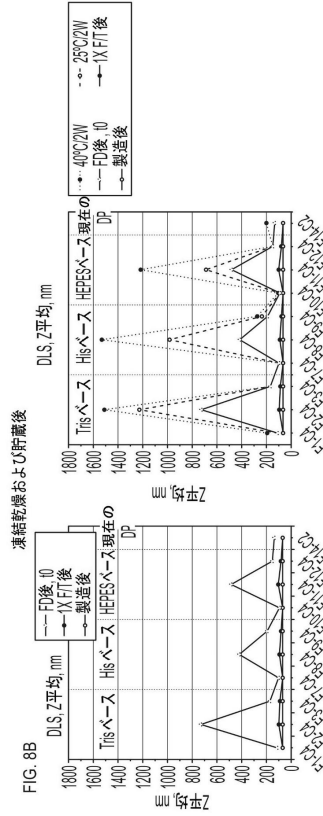 FIG. 8B
凍結乾燥および貯蔵後
DLS, Z平均, nm
FD後, t0
1X F/T後
製造後
Trisベース
Hisベース
HEPESベース
現在の
DP
Z平均, nm
1800
1600
1400
1200
1000
800
600
400
200
0
DLS, Z平均, nm
40ºC/2W
25ºC/2W
FD後, t0
1X F/T後
製造後
Trisベース
Hisベース
HEPESベース
現在の
DP
Z平均, nm
1800
1600
1400
1200
1000
800
600
400
200
0